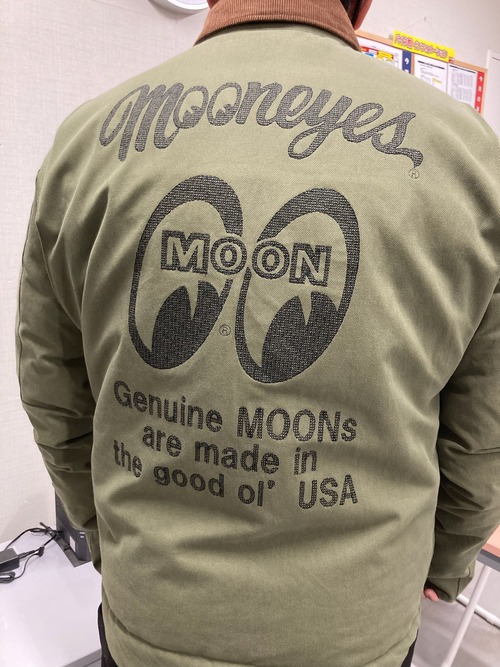 Mooneyes
®
MOON
®
Genuine MOONs
are made in
the good ol' USA